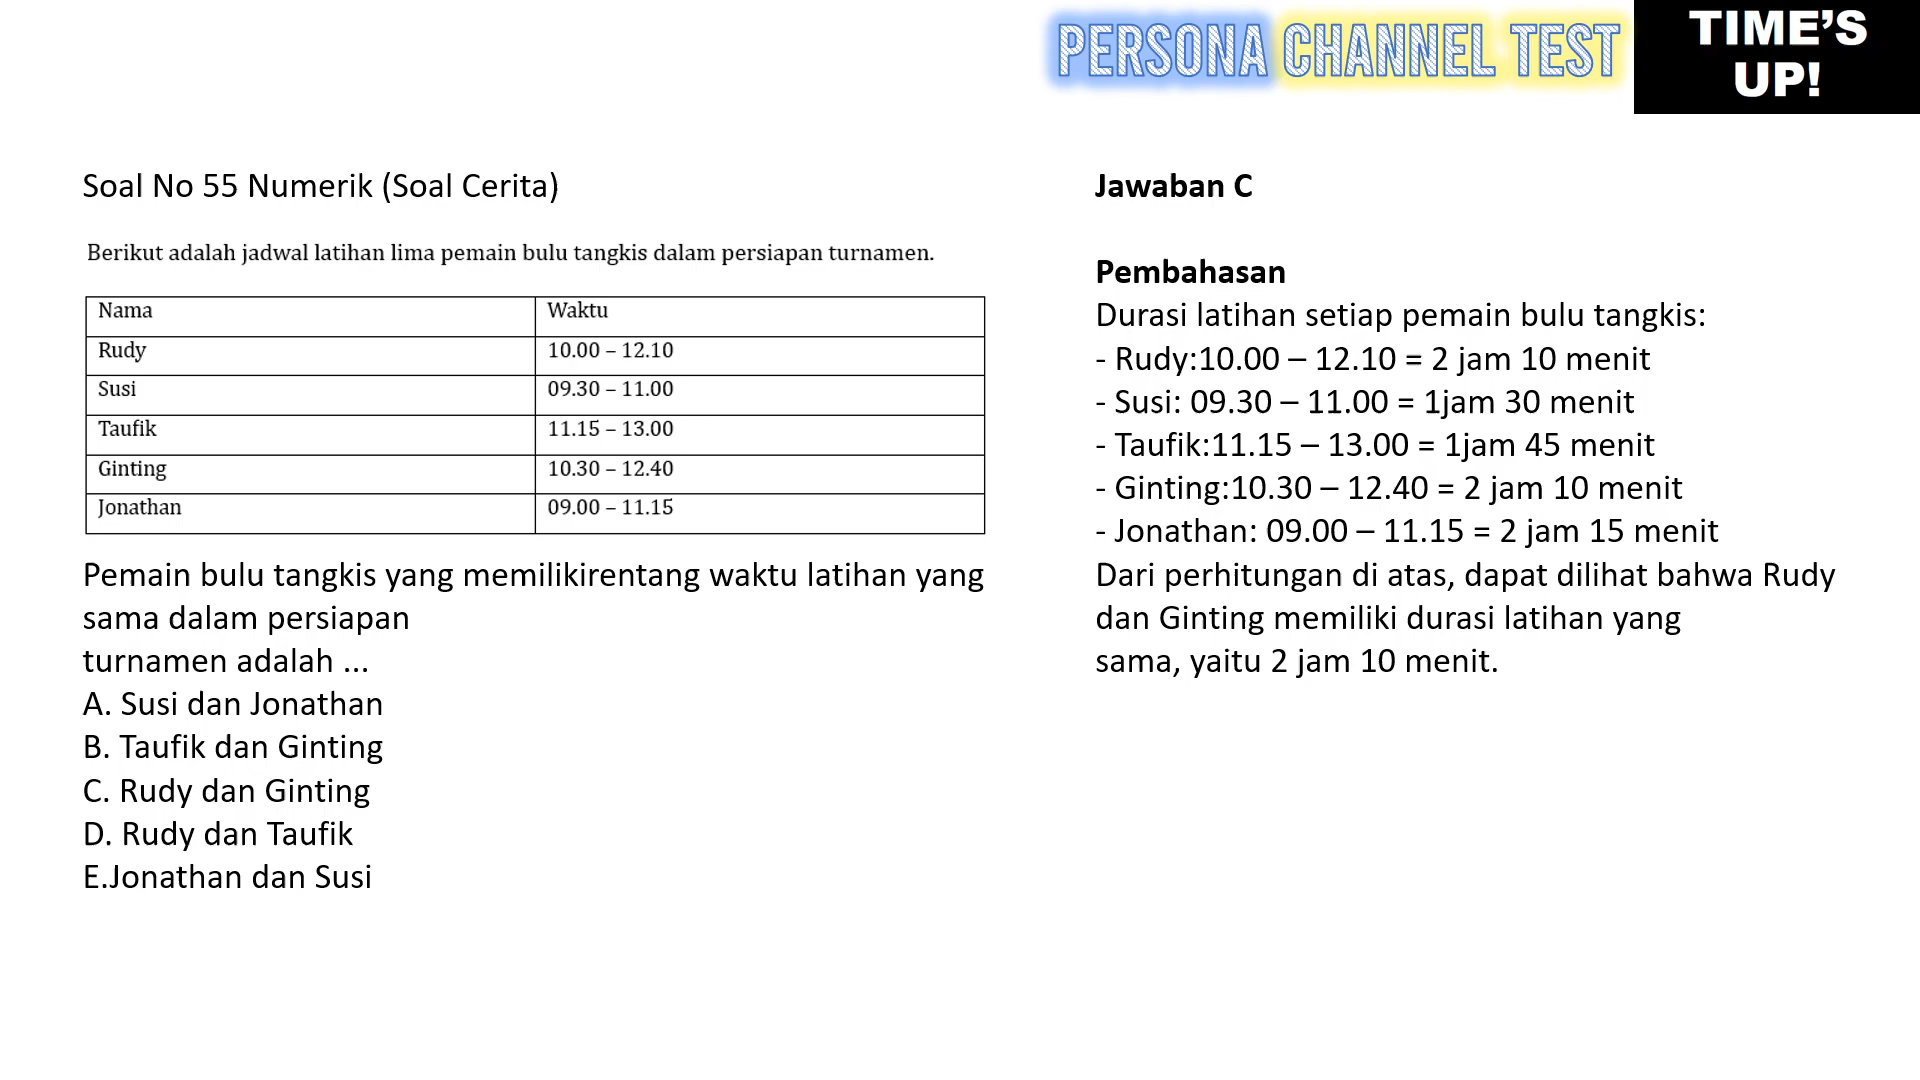 PERSONA CHANNEL TEST
TIME’S
UP!
Soal No 55 Numerik (Soal Cerita)
Berikut adalah jadwal latihan lima pemain bulu tangkis dalam persiapan turnamen.
Nama Waktu
Rudy 10.00 – 12.10
Susi 09.30 – 11.00
Taufik 11.15 – 13.00
Ginting 10.30 – 12.40
Jonathan 09.00 – 11.15
Pemain bulu tangkis yang memilikirentang waktu latihan yang
sama dalam persiapan
turnamen adalah ...
A. Susi dan Jonathan
B. Taufik dan Ginting
C. Rudy dan Ginting
D. Rudy dan Taufik
E.Jonathan dan Susi
Jawaban C
Pembahasan
Durasi latihan setiap pemain bulu tangkis:
- Rudy:10.00 – 12.10 = 2 jam 10 menit
- Susi: 09.30 – 11.00 = 1jam 30 menit
- Taufik:11.15 – 13.00 = 1jam 45 menit
- Ginting:10.30 – 12.40 = 2 jam 10 menit
- Jonathan: 09.00 – 11.15 = 2 jam 15 menit
Dari perhitungan di atas, dapat dilihat bahwa Rudy
dan Ginting memiliki durasi latihan yang
sama, yaitu 2 jam 10 menit.